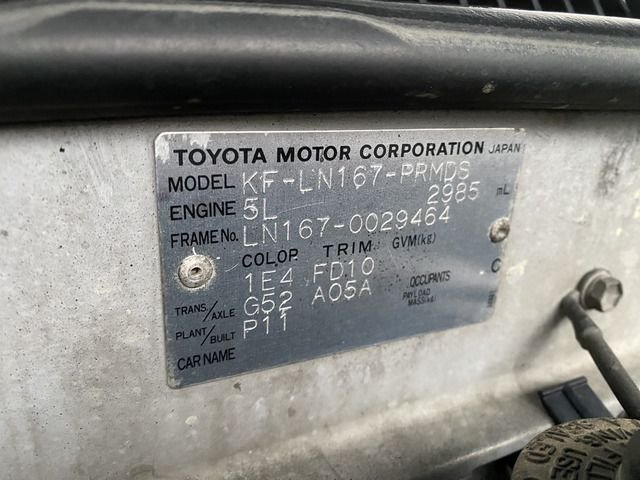 TOYOTA MOTOR CORPORATION JAPAN
MODEL KF-LN167-PRMDS
ENGINE 5L 2985 mL
FRAME No. LN167-0029464
COLOR TRIM GVM(kg)
1E4 FD10
TRANS/AXLE G52 A05A OCCUPANTS
PAYLOAD MASS(kg)
PLANT/BUILT P11
CAR NAME
C